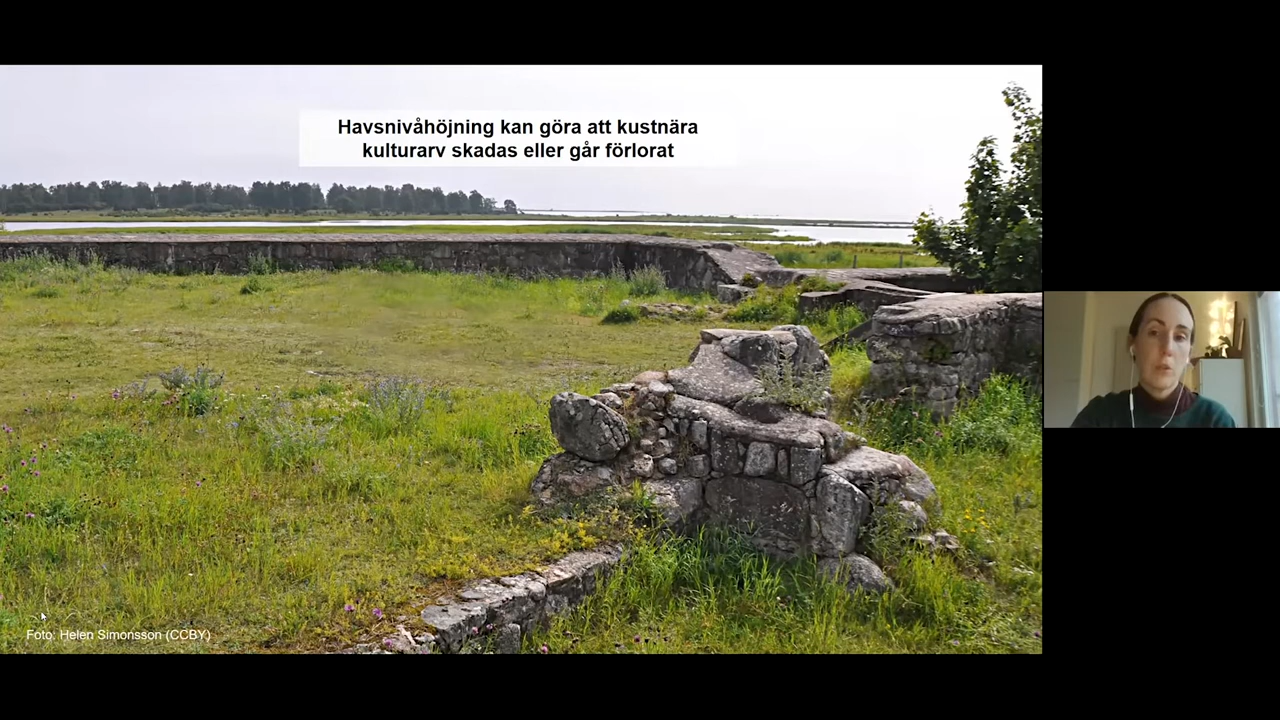 Havsnivåhöjning kan göra att kustnära
kulturarv skadas eller går förlorat
Foto: Helen Simonsson (CCBY)